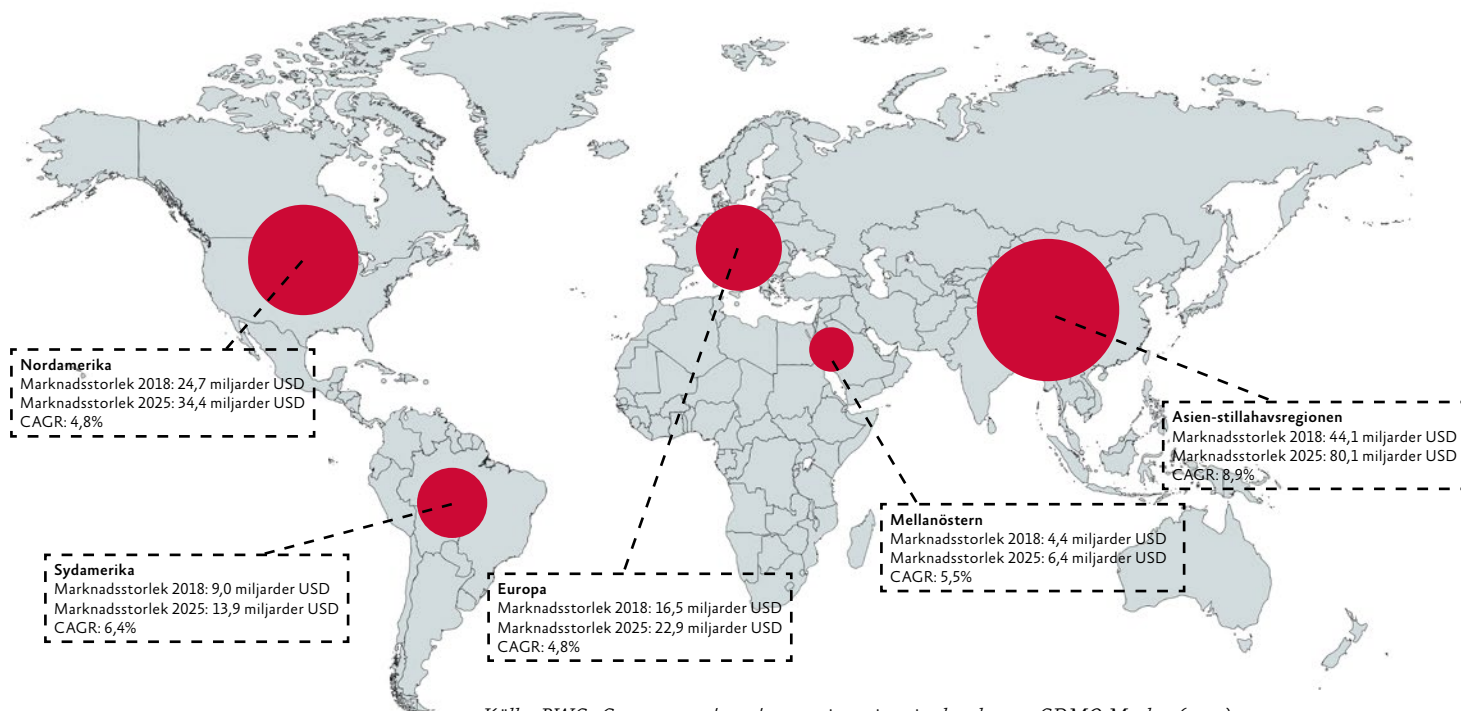 Nordamerika
Marknadsstorlek 2018: 24,7 miljarder USD
Marknadsstorlek 2025: 34,4 miljarder USD
CAGR: 4,8%
Sydamerika
Marknadsstorlek 2018: 9,0 miljarder USD
Marknadsstorlek 2025: 13,9 miljarder USD
CAGR: 6,4%
Europa
Marknadsstorlek 2018: 16,5 miljarder USD
Marknadsstorlek 2025: 22,9 miljarder USD
CAGR: 4,8%
Mellanöstern
Marknadsstorlek 2018: 4,4 miljarder USD
Marknadsstorlek 2025: 6,4 miljarder USD
CAGR: 5,5%
Asien-stillahavsregionen
Marknadsstorlek 2018: 44,1 miljarder USD
Marknadsstorlek 2025: 80,1 miljarder USD
CAGR: 8,9%